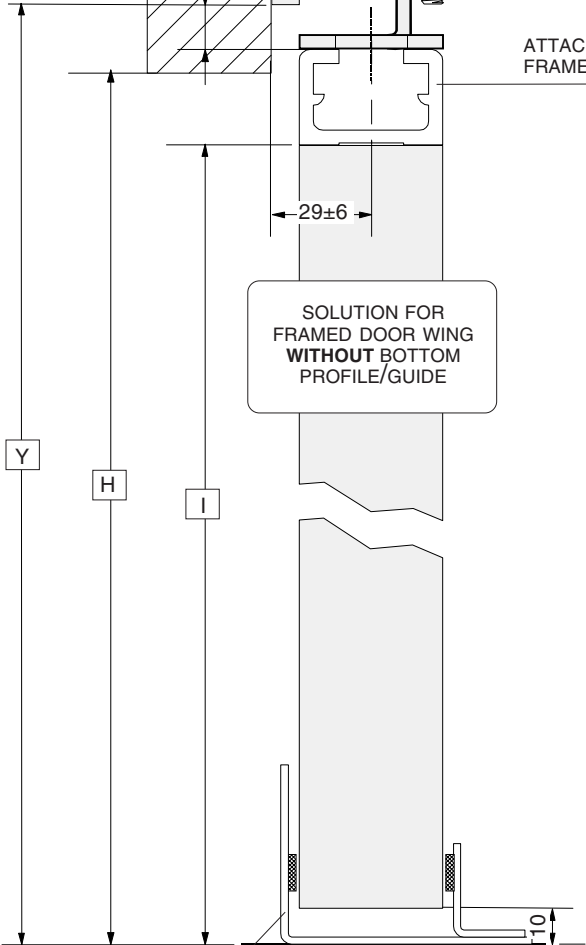 ATTAC
FRAME
29±6
SOLUTION FOR
FRAMED DOOR WING
WITHOUT BOTTOM
PROFILE/GUIDE
Y
H
I
10